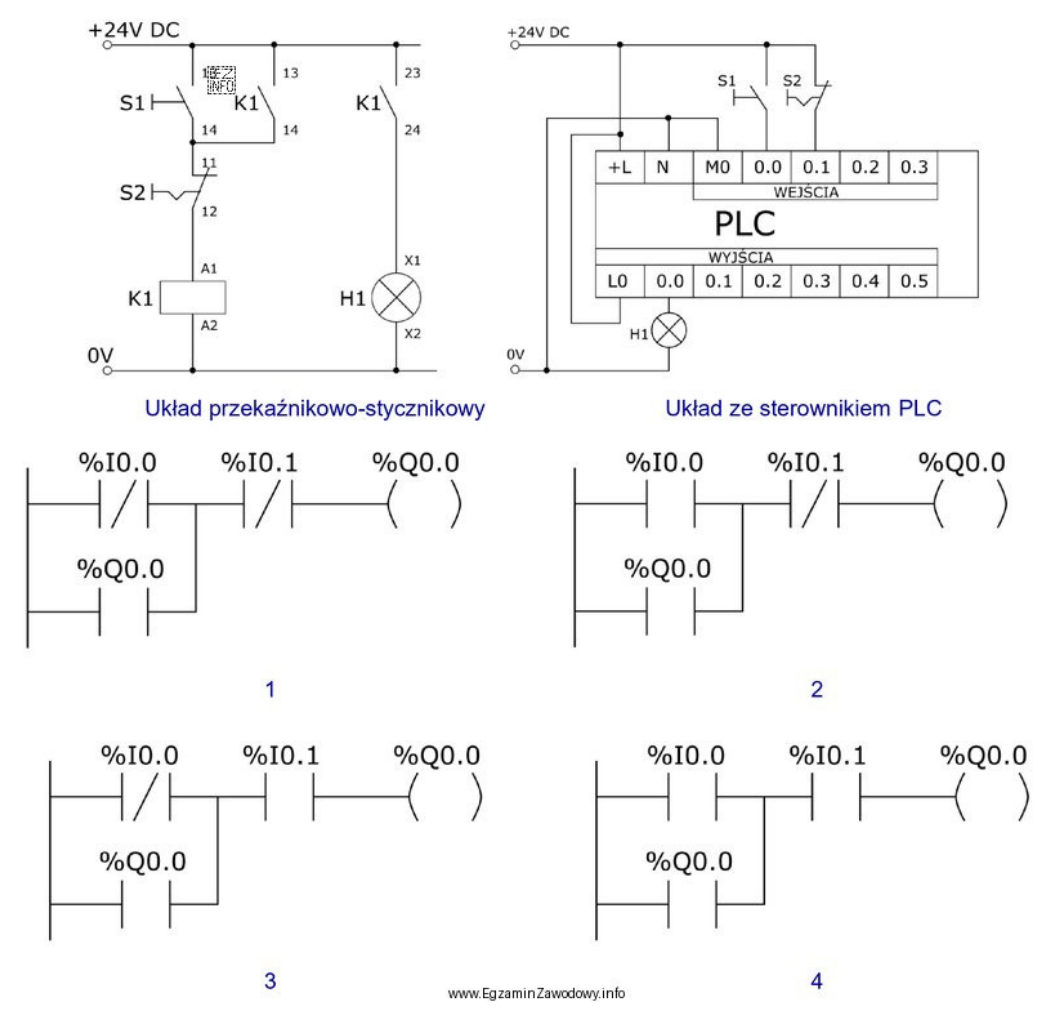 +24V DC
13
S1
14
BEZ
INFO
13
K1
14
23
K1
24
11
S2
12
A1
K1
A2
X1
H1
X2
0V
Układ przekaźnikowo-stycznikowy
+24V DC
S1
S2
+L N M0 0.0 0.1 0.2 0.3
WEJŚCIA
PLC
WYJŚCIA
L0 0.0 0.1 0.2 0.3 0.4 0.5
H1
0V
Układ ze sterownikiem PLC
%I0.0 %I0.1 %Q0.0
%Q0.0
1
%I0.0 %I0.1 %Q0.0
%Q0.0
2
%I0.0 %I0.1 %Q0.0
%Q0.0
3
%I0.0 %I0.1 %Q0.0
%Q0.0
4
www.EgzaminZawodowy.info